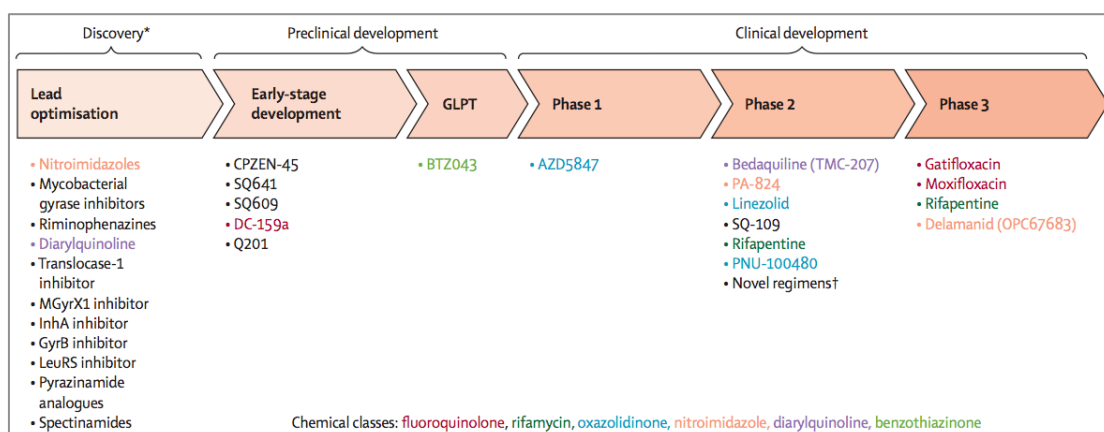 Discovery*
Preclinical development
Clinical development
Lead
optimisation
Early-stage
development
GLPT
Phase 1
Phase 2
Phase 3
• Nitroimidazoles
• Mycobacterial
gyrase inhibitors
• Riminophenazines
• Diarylquinoline
• Translocase-1
inhibitor
• MGyrX1 inhibitor
• InhA inhibitor
• GyrB inhibitor
• LeuRS inhibitor
• Pyrazinamide
analogues
• Spectinamides
• CPZEN-45
• SQ641
• SQ609
• DC-159a
• Q201
• BTZ043
• AZD5847
• Bedaquiline (TMC-207)
• PA-824
• Linezolid
• SQ-109
• Rifapentine
• PNU-100480
• Novel regimens†
• Gatifloxacin
• Moxifloxacin
• Rifapentine
• Delamanid (OPC67683)
Chemical classes: fluoroquinolone, rifamycin, oxazolidinone, nitroimidazole, diarylquinoline, benzothiazinone